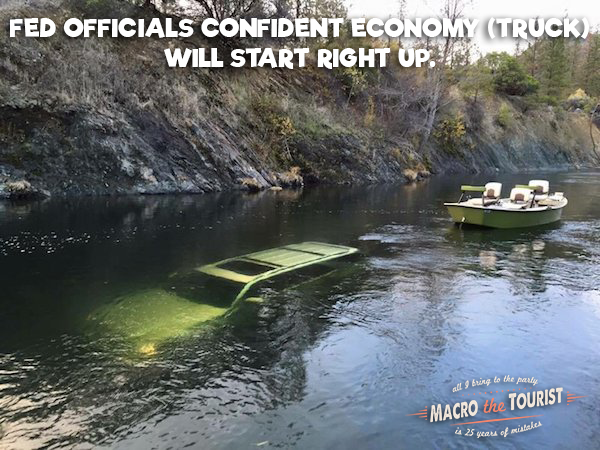 FED OFFICIALS CONFIDENT ECONOMY (TRUCK)
WILL START RIGHT UP.
all I bring to the party
MACRO the TOURIST
is 25 years of mistakes